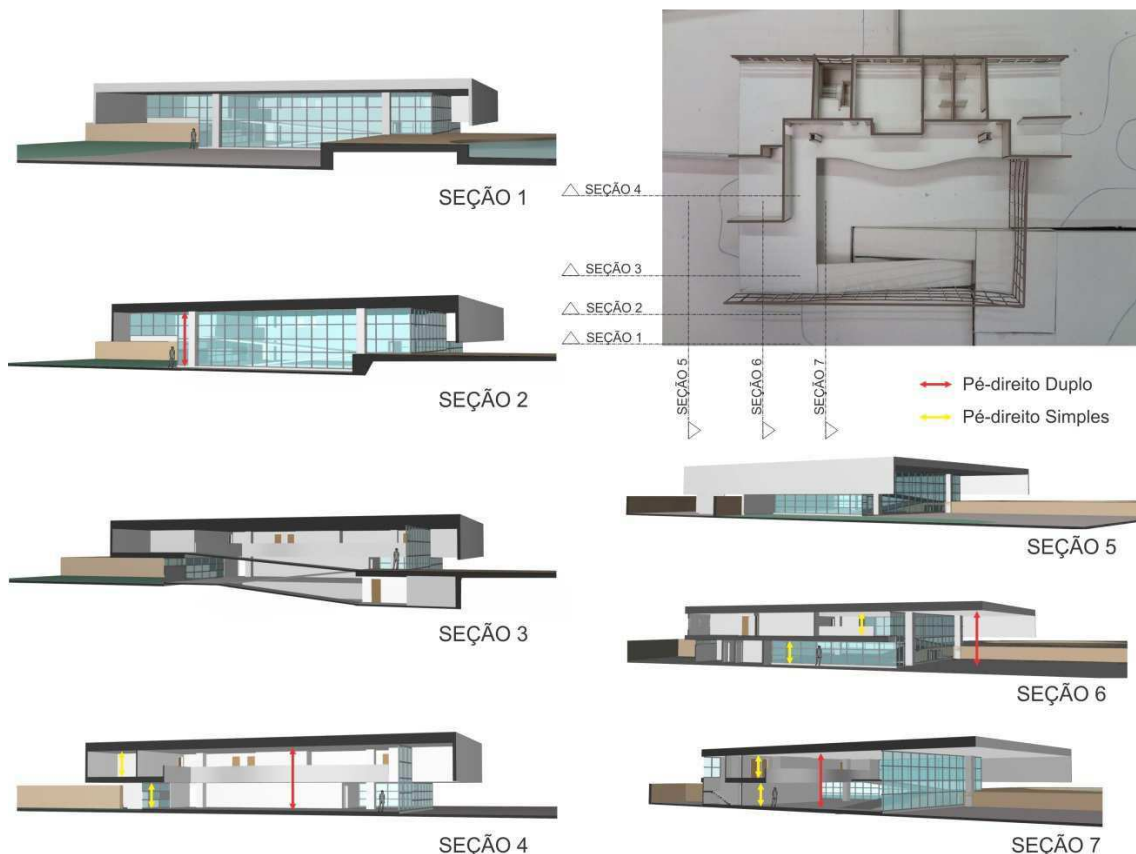 SEÇÃO 1
SEÇÃO 2
SEÇÃO 3
SEÇÃO 4
SEÇÃO 4
SEÇÃO 3
SEÇÃO 2
SEÇÃO 1
SEÇÃO 5
SEÇÃO 6
SEÇÃO 7
Pé-direito Duplo
Pé-direito Simples
SEÇÃO 5
SEÇÃO 6
SEÇÃO 7